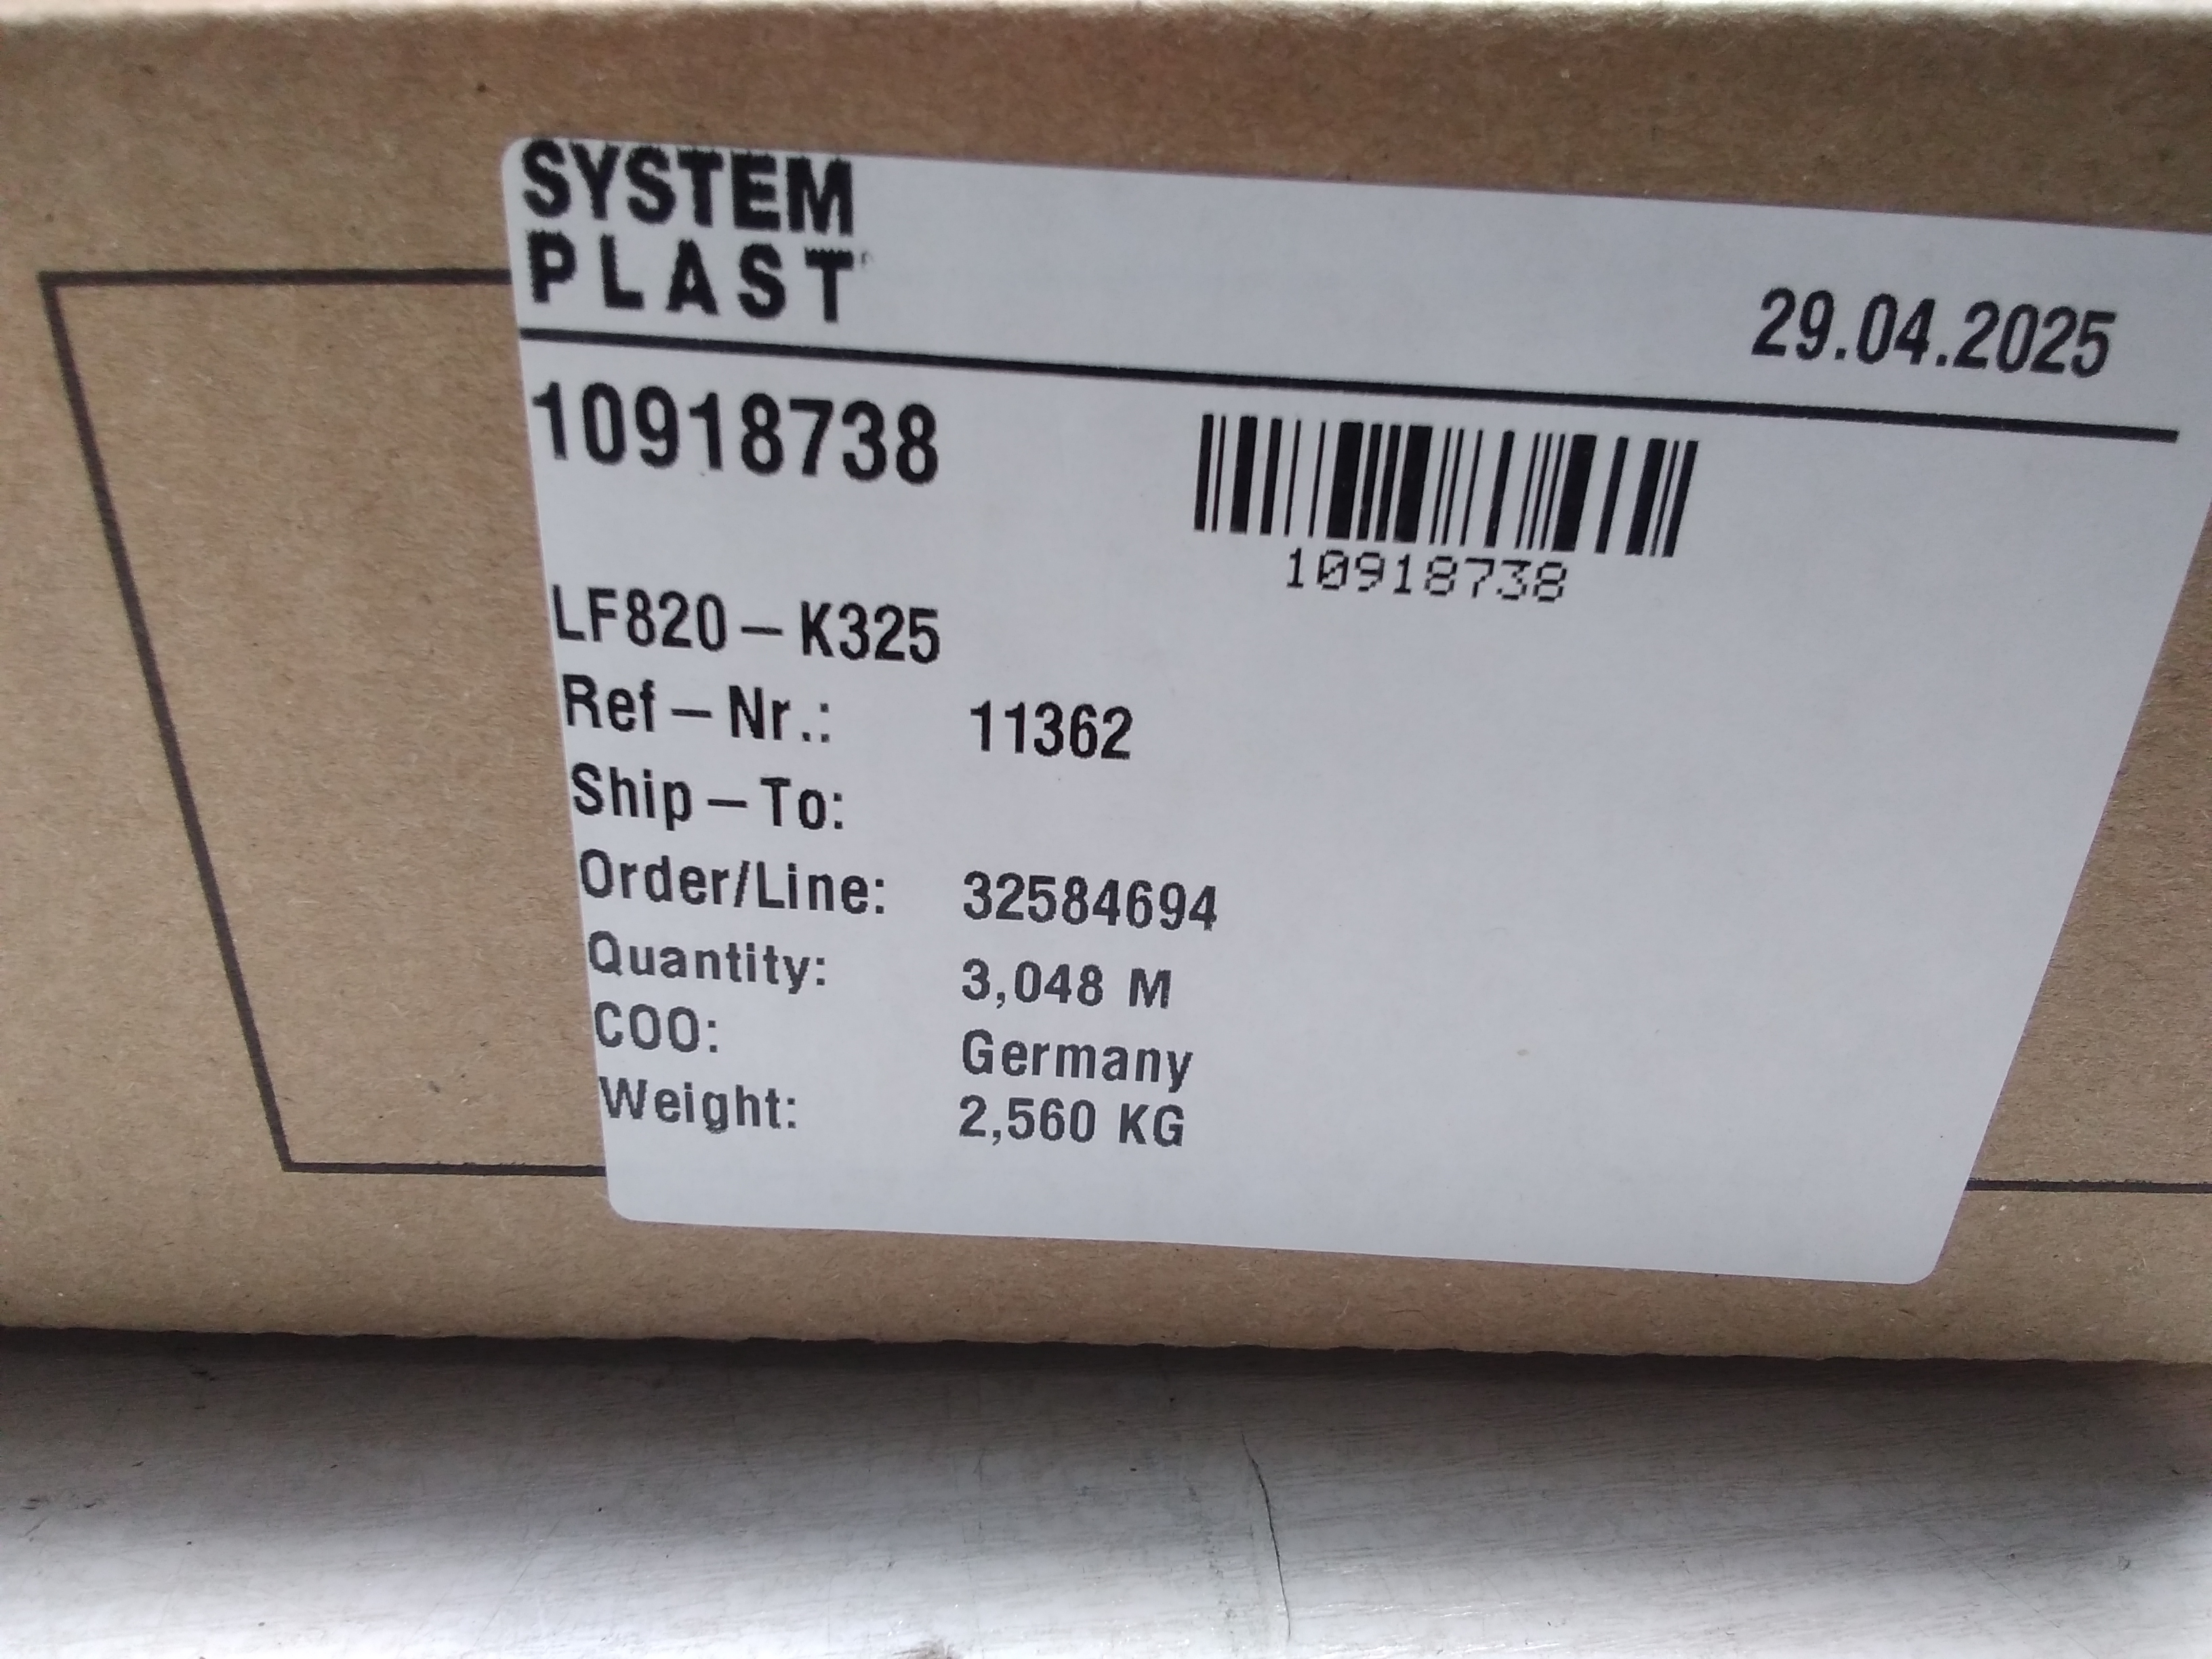 SYSTEM
PLAST
29.04.2025
10918738
10918738
LF820-K325
Ref-Nr.: 11362
Ship-To:
Order/Line: 32584694
Quantity: 3,048 M
COO: Germany
Weight: 2,560 KG